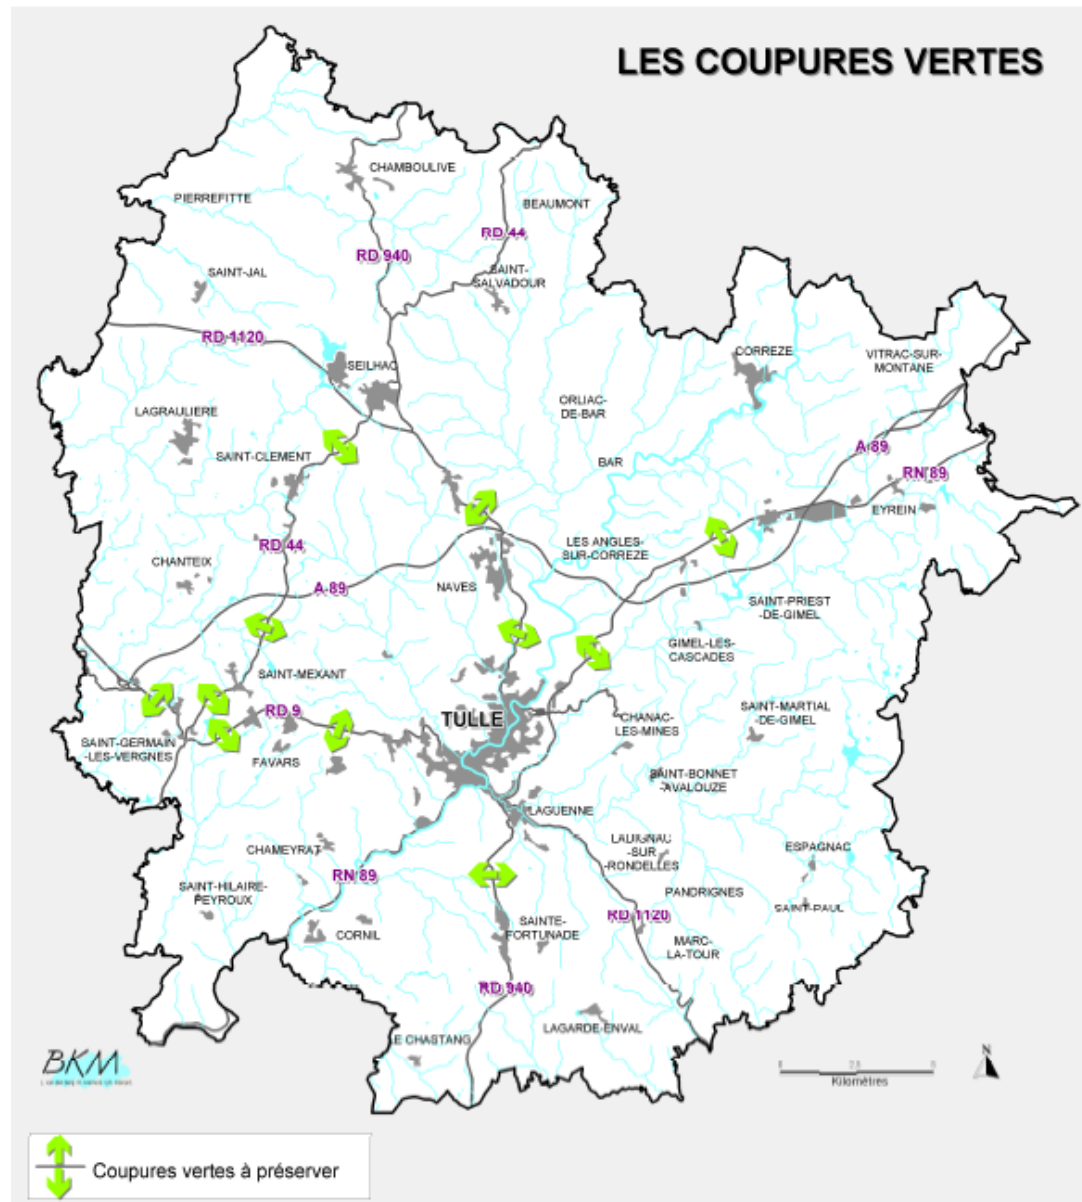 LES COUPURES VERTES
CHAMBOULIVE
PIERREFITTE
BEAUMONT
RD 44
RD 940
SAINT-JAL
SAINT-
SALVADOUR
RD 1120
SEILHAC
CORREZE
VITRAC-SUR-
MONTANE
LAGRAULIERE
ORLIAC-
DE-BAR
SAINT-CLEMENT
A 89
BAR
RN 89
EYREIN
RD 44
LES ANGLES-
SUR-CORREZE
CHANTEIX
A 89
NAVES
SAINT-PRIEST
-DE-GIMEL
GIMEL-LES-
CASCADES
SAINT-MEXANT
RD 9
TULLE
CHANAC-
LES-MINES
SAINT-MARTIAL
-DE-GIMEL
SAINT-GERMAIN
-LES-VERGNES
FAVARS
SAINT-BONNET
-AVALOUZE
LAGUENNE
CHAMEYRAT
LADIGNAC
-SUR
-RONDELLES
ESPAGNAC
RN 89
SAINT-HILAIRE-
PEYROUX
PANDRIGNES
SAINT-PAUL
CORNIL
SAINTE-
FORTUNADE
RD 1120
MARC-
LA-TOUR
RD 940
LE CHASTANG
LAGARDE-ENVAL
BKM
N
Kilomètres
Coupures vertes à préserver